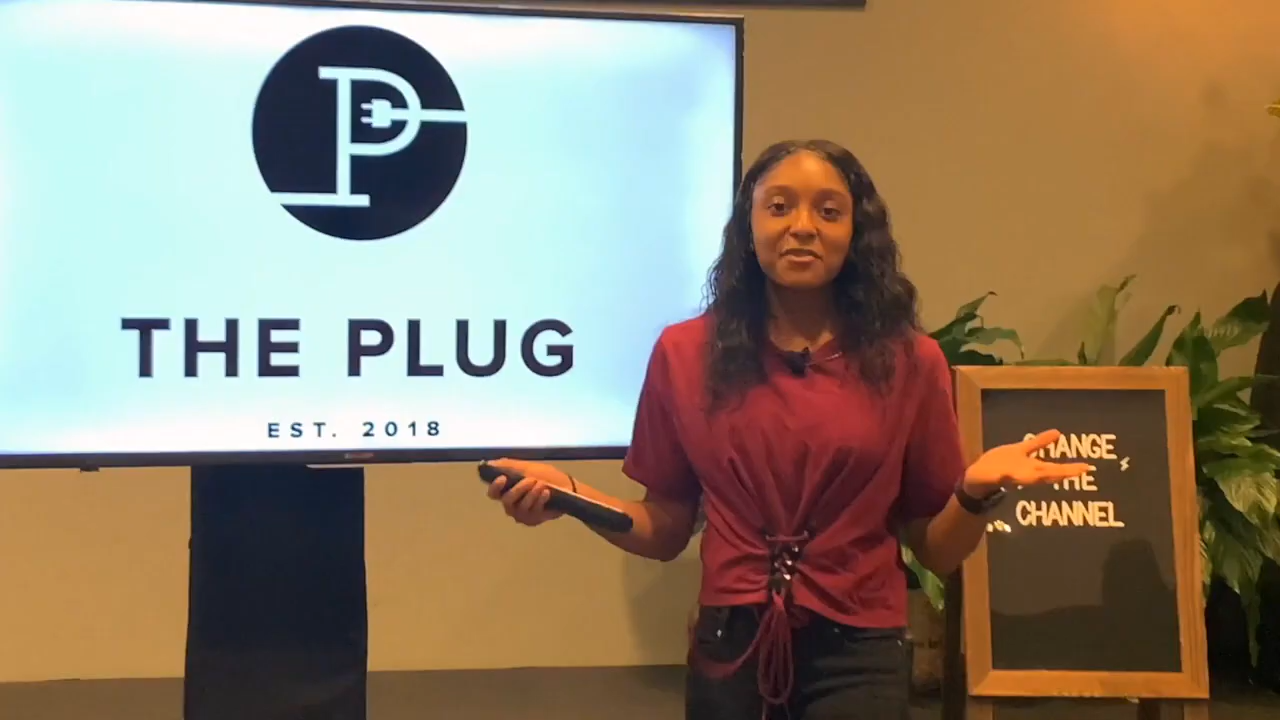 P
THE PLUG
EST. 2018
CHANGE
THE
CHANNEL